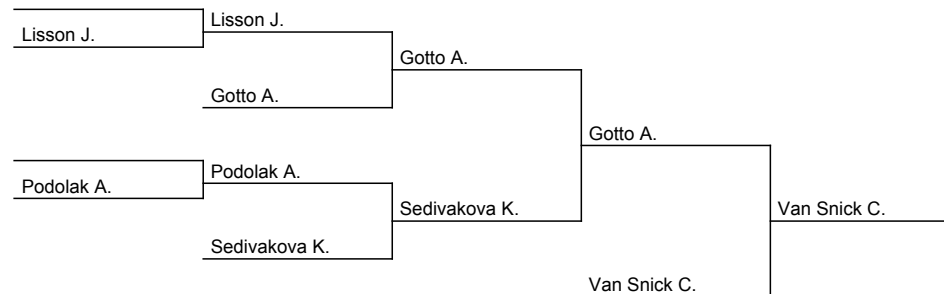 Lisson J.
Lisson J.
Gotto A.
Gotto A.
Gotto A.
Podolak A.
Podolak A.
Sedivakova K.
Van Snick C.
Sedivakova K.
Van Snick C.